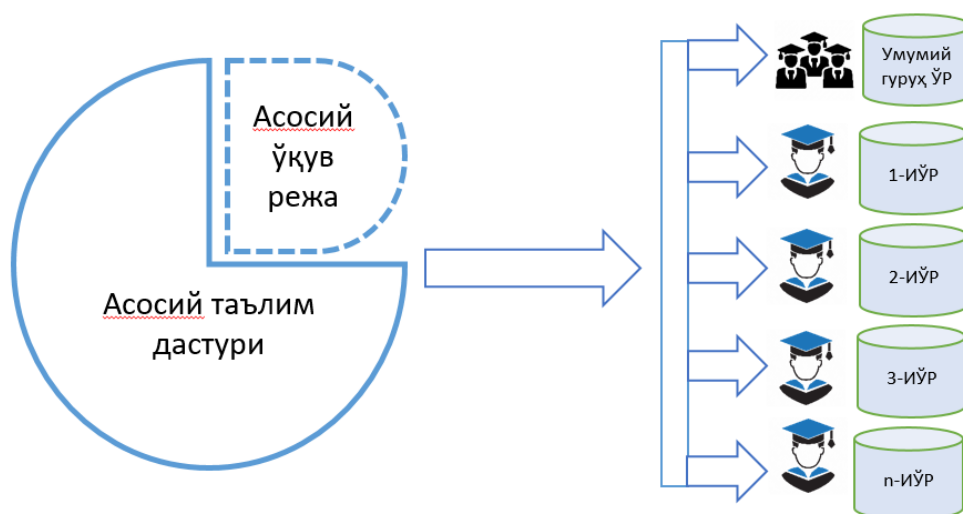 Асосий
ўқув
режа
Асосий таълим
дастури
Умумий
гуруҳ ЎР
1-ИЎР
2-ИЎР
3-ИЎР
n-ИЎР